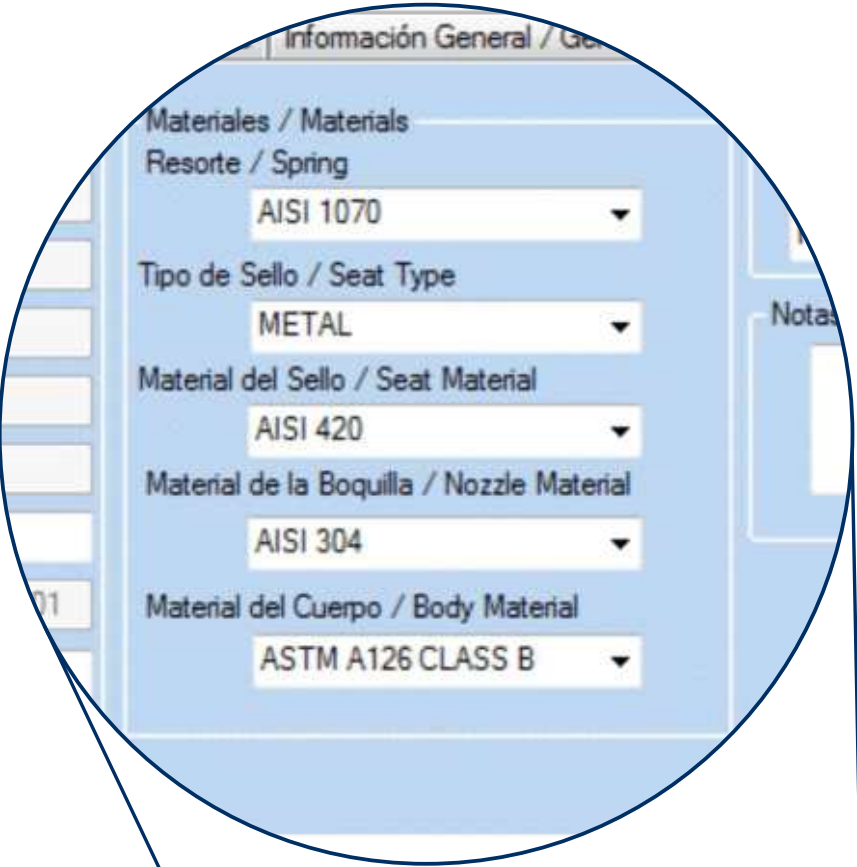 Información General /
Materiales / Materials
Resorte / Spring
AISI 1070
Tipo de Sello / Seat Type
METAL
Material del Sello / Seat Material
AISI 420
Material de la Boquilla / Nozzle Material
AISI 304
Material del Cuerpo / Body Material
ASTM A126 CLASS B
Notas
01